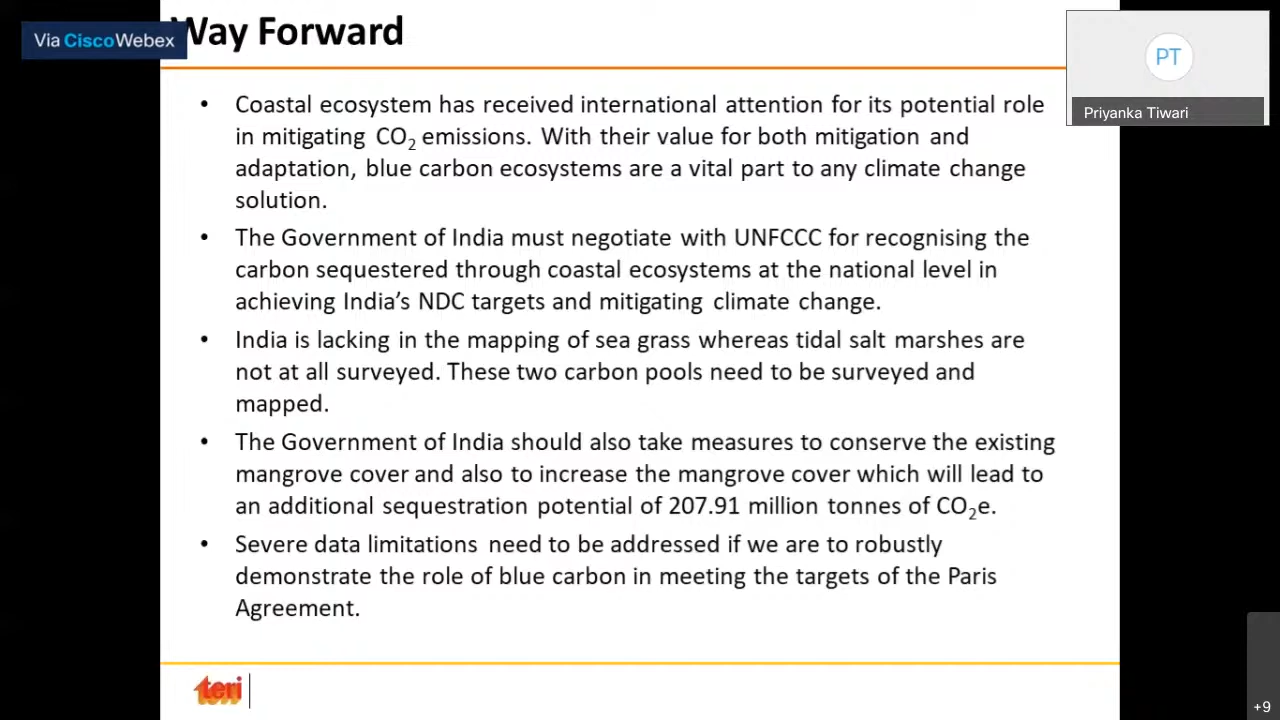 Way Forward
Via CiscoWebex
PT
Priyanka Tiwari
• Coastal ecosystem has received international attention for its potential role
in mitigating CO₂ emissions. With their value for both mitigation and
adaptation, blue carbon ecosystems are a vital part to any climate change
solution.
• The Government of India must negotiate with UNFCCC for recognising the
carbon sequestered through coastal ecosystems at the national level in
achieving India's NDC targets and mitigating climate change.
• India is lacking in the mapping of sea grass whereas tidal salt marshes are
not at all surveyed. These two carbon pools need to be surveyed and
mapped.
• The Government of India should also take measures to conserve the existing
mangrove cover and also to increase the mangrove cover which will lead to
an additional sequestration potential of 207.91 million tonnes of CO₂e.
• Severe data limitations need to be addressed if we are to robustly
demonstrate the role of blue carbon in meeting the targets of the Paris
Agreement.
teri
+9